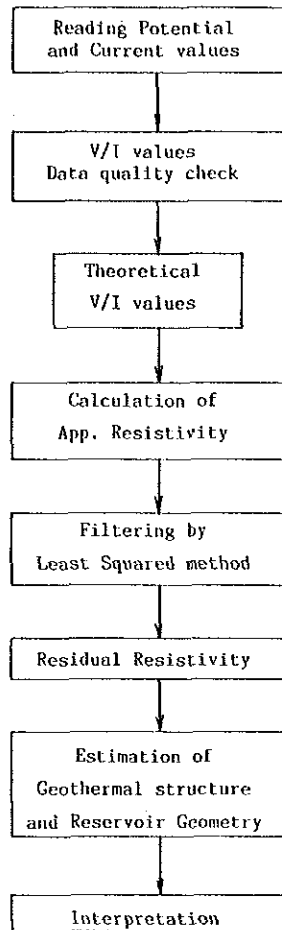 Reading Potential
and Current values
V/I values
Data quality check
Theoretical
V/I values
Calculation of
App. Resistivity
Filtering by
Least Squared method
Residual Resistivity
Estimation of
Geothermal structure
and Reservoir Geometry
Interpretation